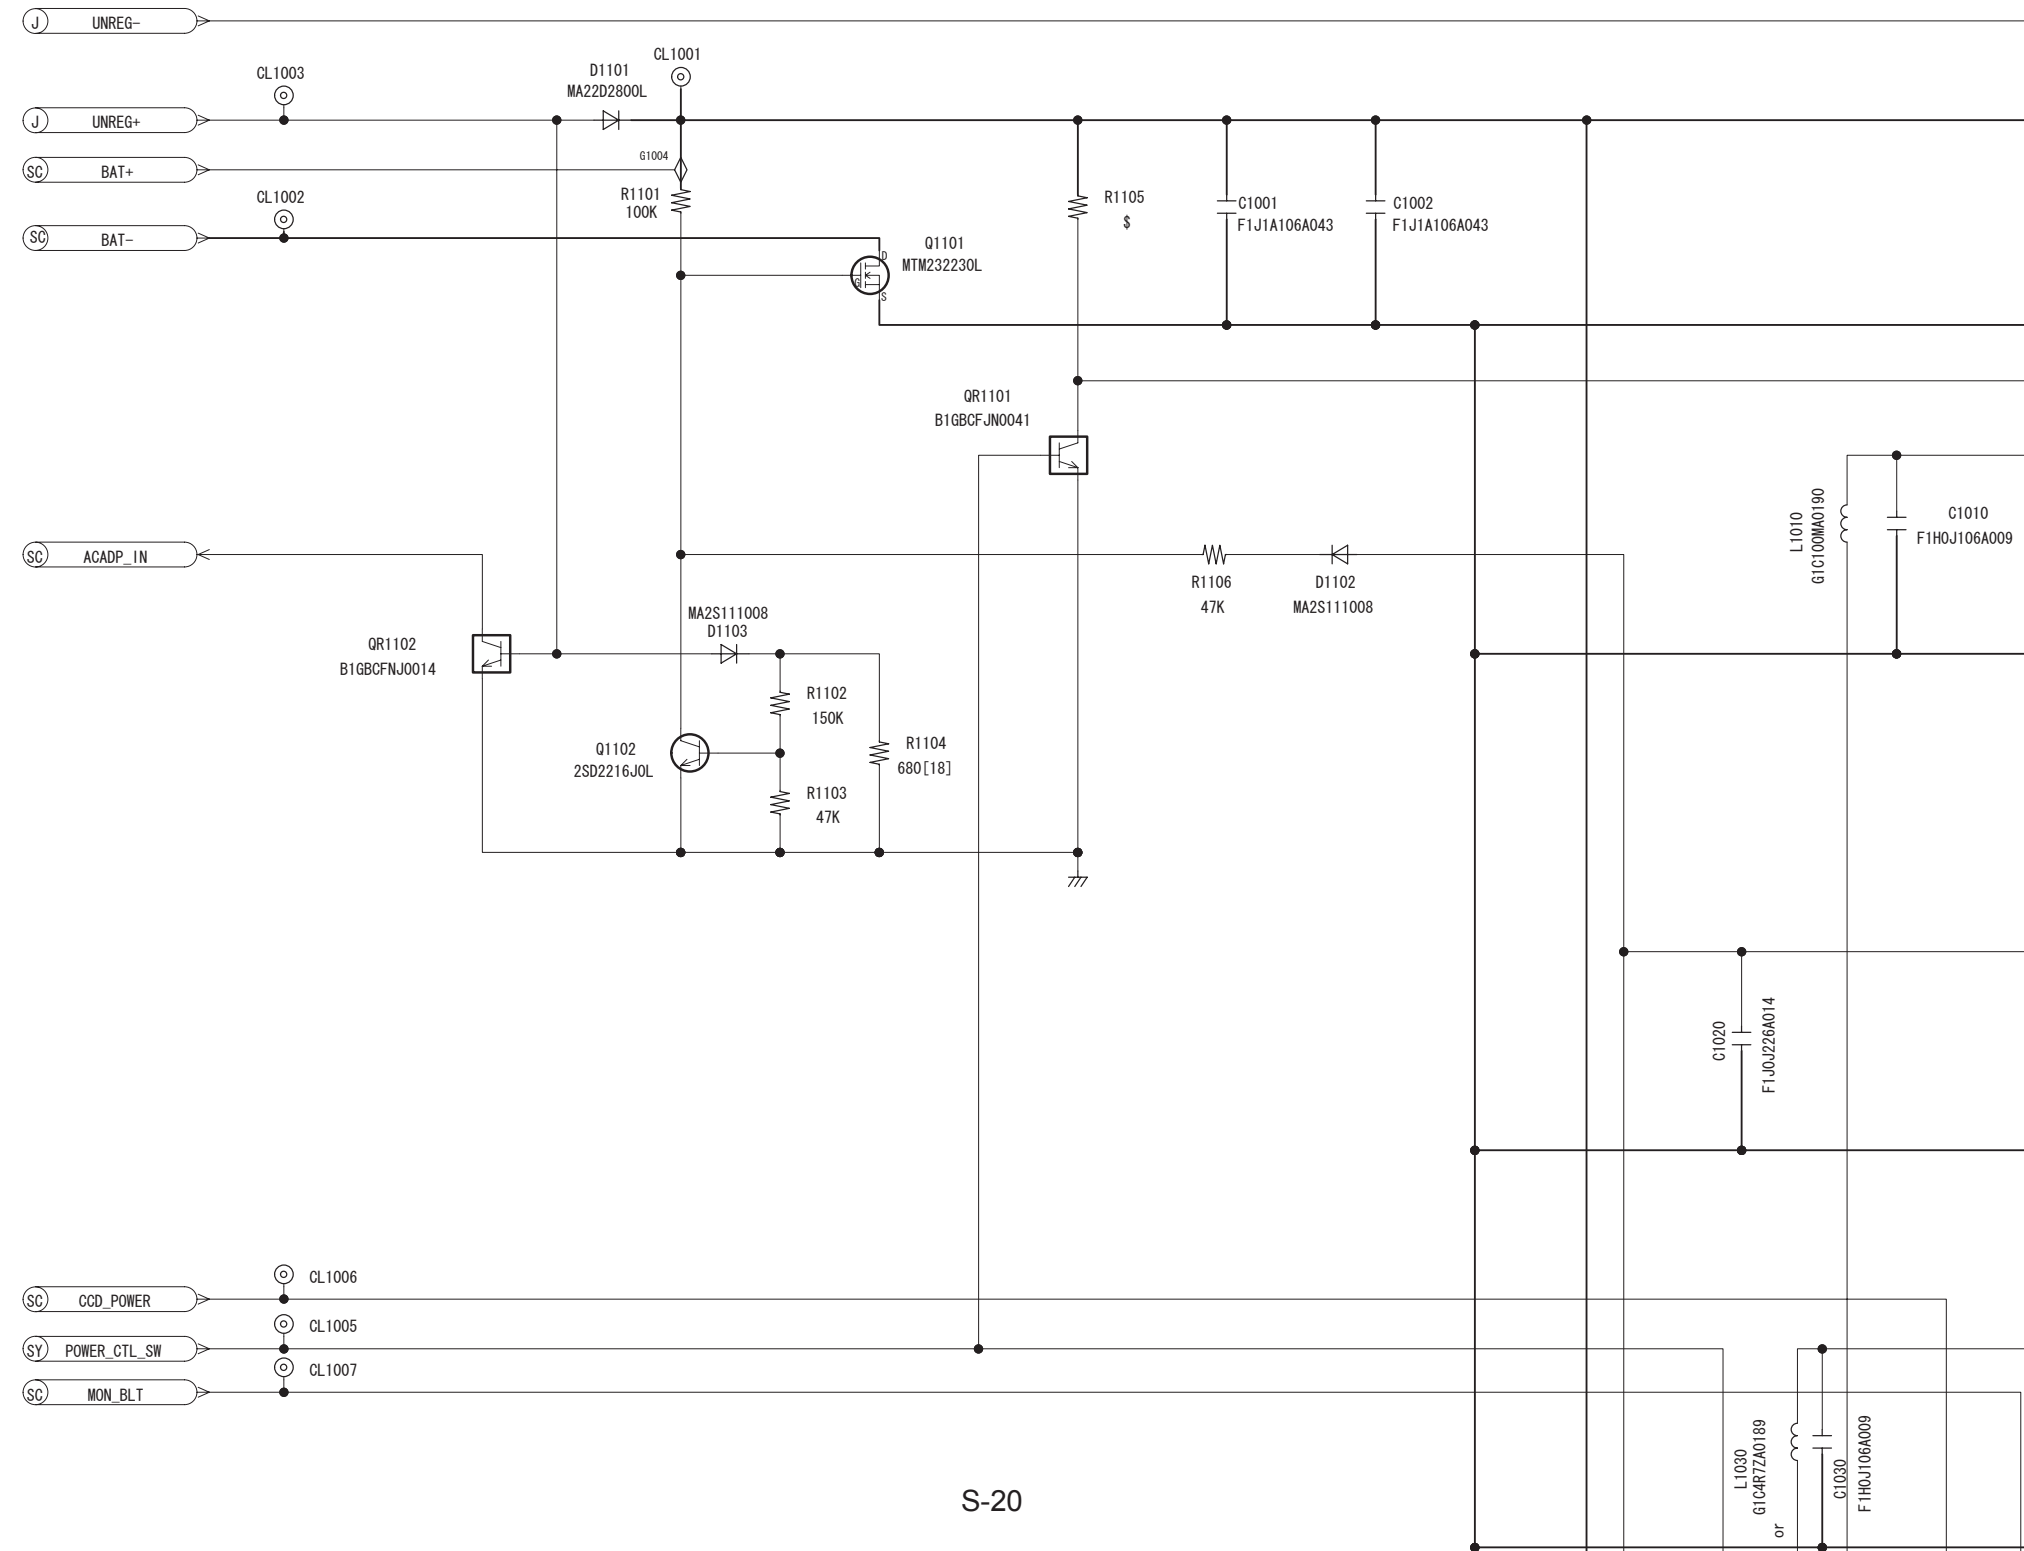 J UNREG-
CL1001
D1101
MA22D2800L
CL1003
J UNREG+
G1004
SC BAT+
CL1002
R1101
100K
R1105
$
C1001
F1J1A106A043
C1002
F1J1A106A043
SC BAT-
Q1101
MTM232230L
D
G
S
QR1101
B1GBCFJN0041
L1010
G1C100MA0190
C1010
F1H0J106A009
SC ACADP_IN
R1106
47K
D1102
MA2S111008
MA2S111008
D1103
QR1102
B1GBCFNJ0014
R1102
150K
Q1102
2SD2216J0L
R1104
680[18]
R1103
47K
C1020
F1J0J226A014
CL1006
SC CCD_POWER
CL1005
SY POWER_CTL_SW
CL1007
SC MON_BLT
L1030
G1C4R7ZA0189
or
C1030
F1H0J106A009
S-20